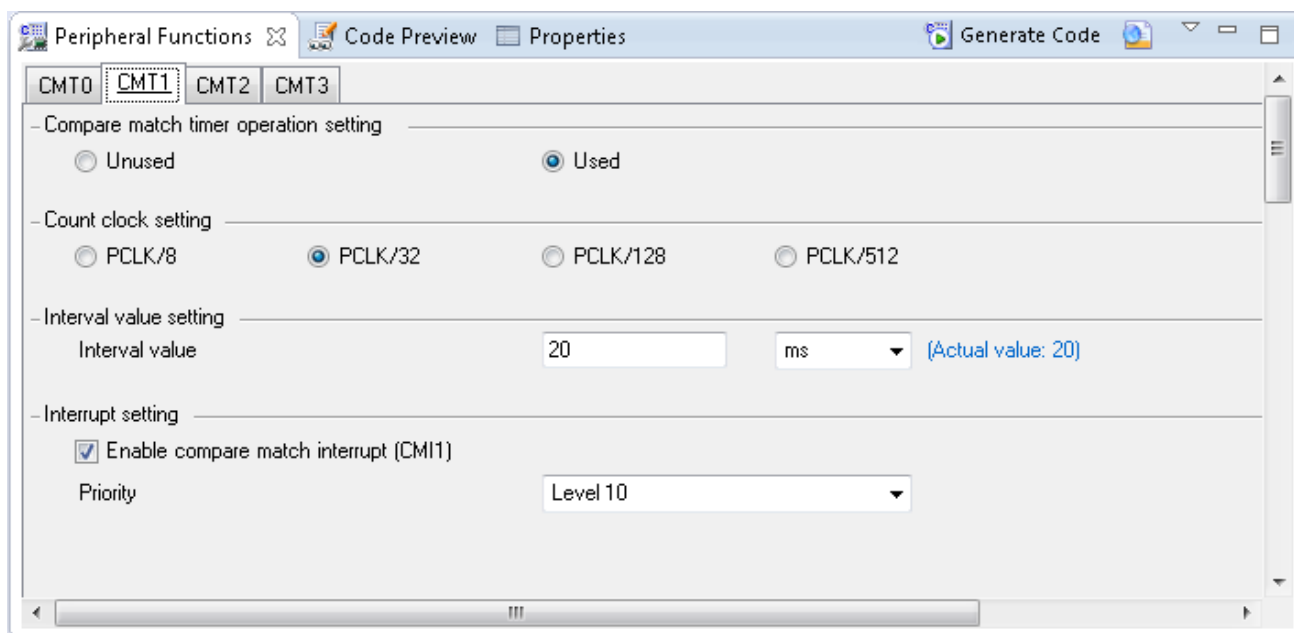 Peripheral Functions Code Preview Properties Generate Code
CMT0 CMT1 CMT2 CMT3
Compare match timer operation setting
Unused Used
Count clock setting
PCLK/8 PCLK/32 PCLK/128 PCLK/512
Interval value setting
Interval value 20 ms (Actual value: 20)
Interrupt setting
Enable compare match interrupt (CMI1)
Priority Level 10